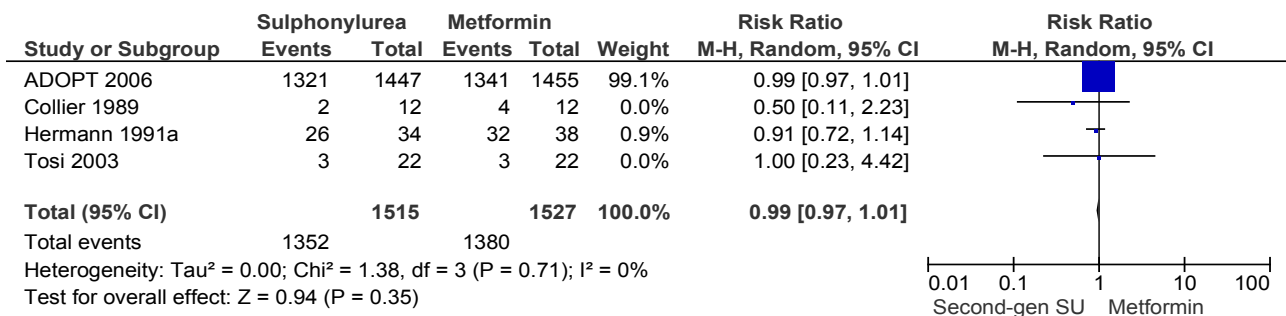 Sulphonylurea Metformin Risk Ratio Risk Ratio
Study or Subgroup Events Total Events Total Weight M-H, Random, 95% CI M-H, Random, 95% CI
ADOPT 2006 1321 1447 1341 1455 99.1% 0.99 [0.97, 1.01]
Collier 1989 2 12 4 12 0.0% 0.50 [0.11, 2.23]
Hermann 1991a 26 34 32 38 0.9% 0.91 [0.72, 1.14]
Tosi 2003 3 22 3 22 0.0% 1.00 [0.23, 4.42]
Total (95% CI) 1515 1527 100.0% 0.99 [0.97, 1.01]
Total events 1352 1380
Heterogeneity: Tau² = 0.00; Chi² = 1.38, df = 3 (P = 0.71); I² = 0%
Test for overall effect: Z = 0.94 (P = 0.35)
0.01 0.1 1 10 100
Second-gen SU Metformin